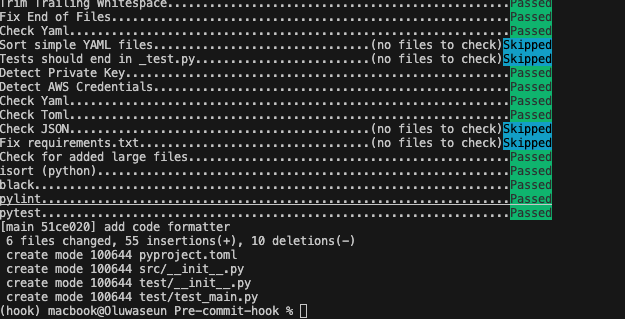 Trim Trailing Whitespace.................................................Passed
Fix End of Files.........................................................Passed
Check Yaml...............................................................Passed
Sort simple YAML files...............................(no files to check)Skipped
Tests should end in _test.py.........................(no files to check)Skipped
Detect Private Key.......................................................Passed
Detect AWS Credentials...................................................Passed
Check Yaml...............................................................Passed
Check Toml...............................................................Passed
Check JSON...........................................(no files to check)Skipped
Fix requirements.txt.................................(no files to check)Skipped
Check for added large files..............................................Passed
isort (python)...........................................................Passed
black....................................................................Passed
pylint...................................................................Passed
pytest...................................................................Passed
[main 51ce020] add code formatter
 6 files changed, 55 insertions(+), 10 deletions(-)
 create mode 100644 pyproject.toml
 create mode 100644 src/__init__.py
 create mode 100644 test/__init__.py
 create mode 100644 test/test_main.py
(hook) macbook@Oluwaseun Pre-commit-hook %